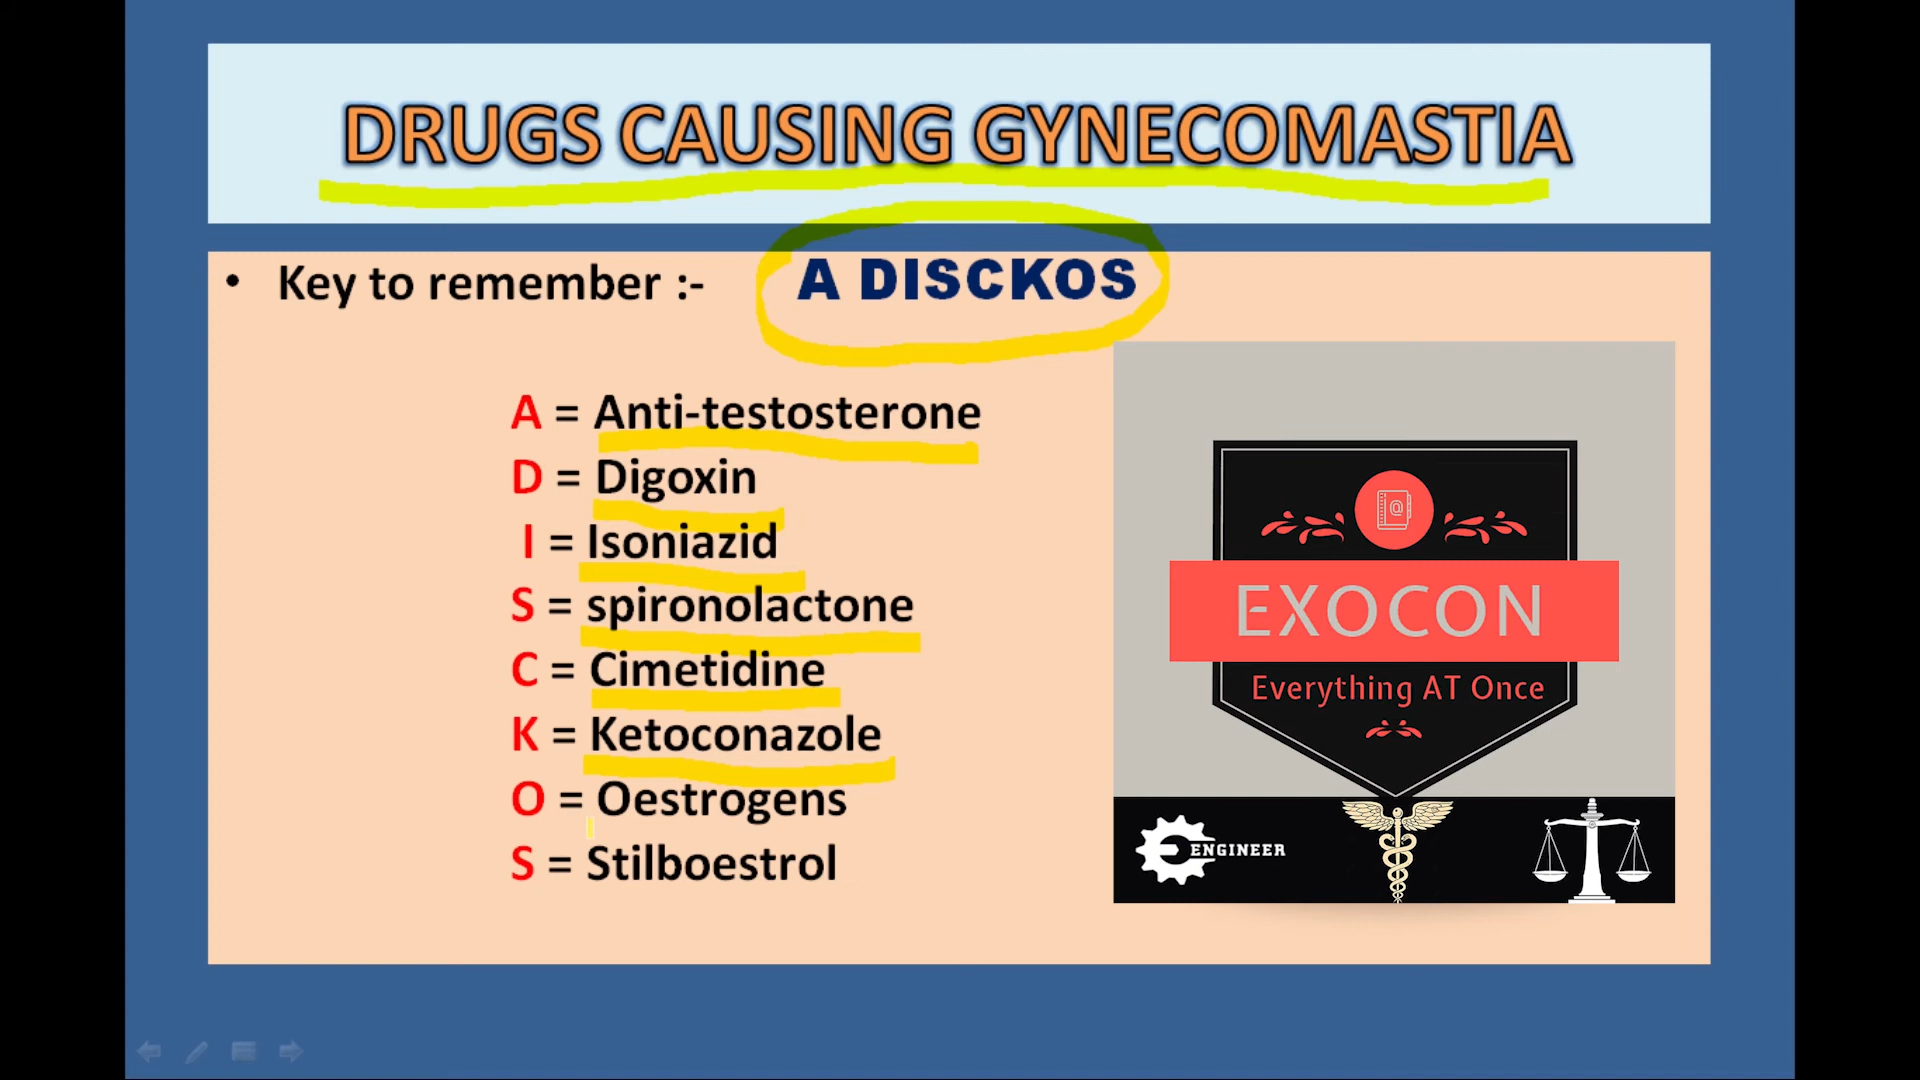 DRUGS CAUSING GYNECOMASTIA
• Key to remember :- A DISCKOS
A = Anti-testosterone
D = Digoxin
I = Isoniazid
S = spironolactone
C = Cimetidine
K = Ketoconazole
O = Oestrogens
S = Stilboestrol
@
EXOCON
Everything AT Once
ENGINEER